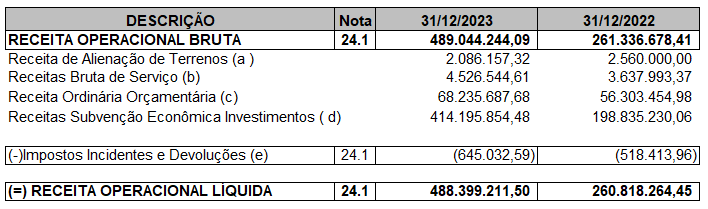 DESCRIÇÃO Nota 31/12/2023 31/12/2022
RECEITA OPERACIONAL BRUTA 24.1 489.044.244,09 261.336.678,41
Receita de Alienação de Terrenos (a ) 2.086.157,32 2.560.000,00
Receitas Bruta de Serviço (b) 4.526.544,61 3.637.993,37
Receita Ordinária Orçamentária (c) 68.235.687,68 56.303.454,98
Receitas Subvenção Econômica Investimentos ( d) 414.195.854,48 198.835.230,06
(-)Impostos Incidentes e Devoluções (e) 24.1 (645.032,59) (518.413,96)
(=) RECEITA OPERACIONAL LÍQUIDA 24.1 488.399.211,50 260.818.264,45